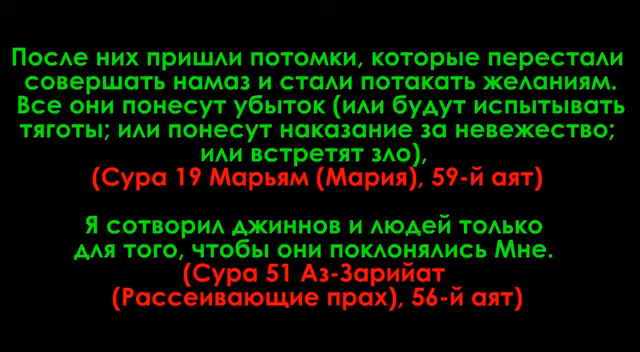 После них пришли потомки, которые перестали
совершать намаз и стали потакать желаниям.
Все они понесут убыток (или будут испытывать
тяготы; или понесут наказание за невежество;
или встретят зло),
(Сура 19 Марьям (Мария), 59-й аят)
Я сотворил джиннов и людей только
для того, чтобы они поклонялись Мне.
(Сура 51 Аз-Зарийат
(Рассеивающие прах), 56-й аят)